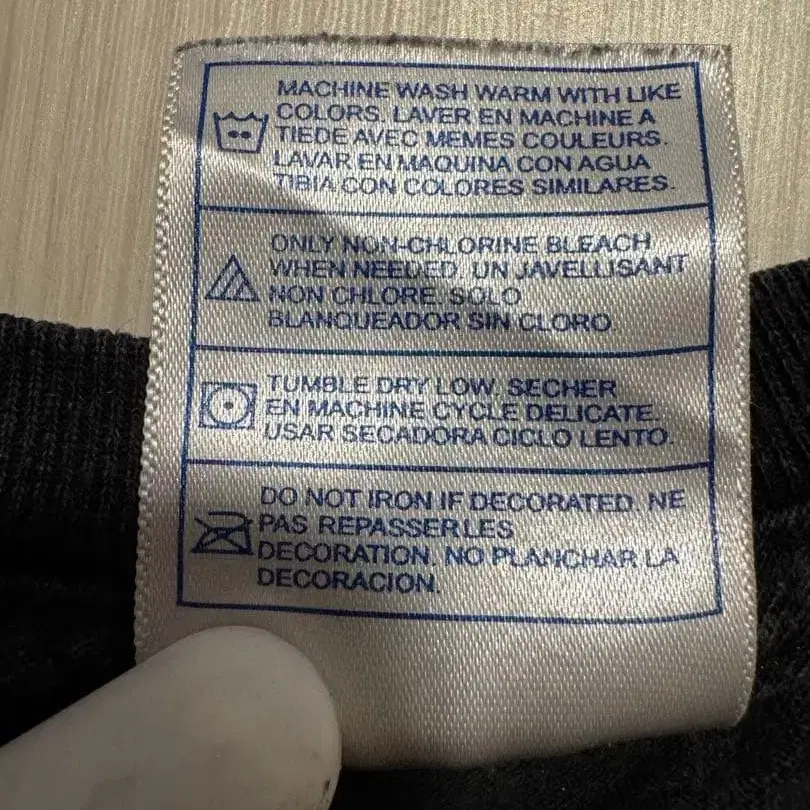 MACHINE WASH WARM WITH LIKE
COLORS. LAVER EN MACHINE A
TIEDE AVEC MEMES COULEURS.
LAVAR EN MAQUINA CON AGUA
TIBIA CON COLORES SIMILARES.
ONLY NON-CHLORINE BLEACH
WHEN NEEDED. UN JAVELLISANT
NON CHLORE. SOLO
BLANQUEADOR SIN CLORO.
TUMBLE DRY LOW. SECHER
EN MACHINE CYCLE DELICATE.
USAR SECADORA CICLO LENTO.
DO NOT IRON IF DECORATED. NE
PAS REPASSER LES
DECORATION. NO PLANCHAR LA
DECORACION.